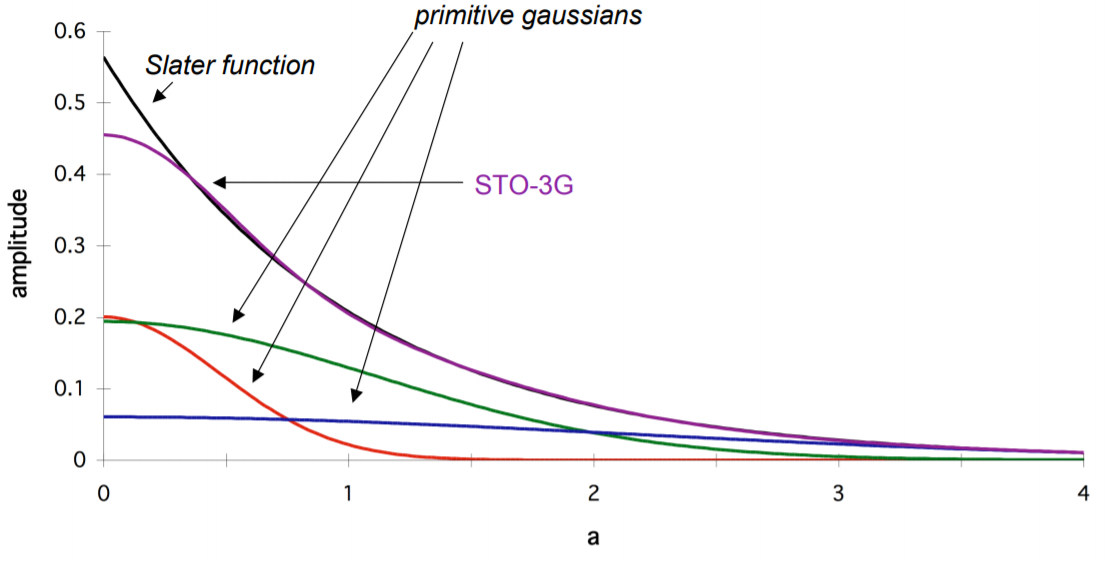 primitive gaussians
0.6
Slater function
0.5
0.4
STO-3G
0.3
amplitude
0.2
0.1
0
0 1 2 3 4
a